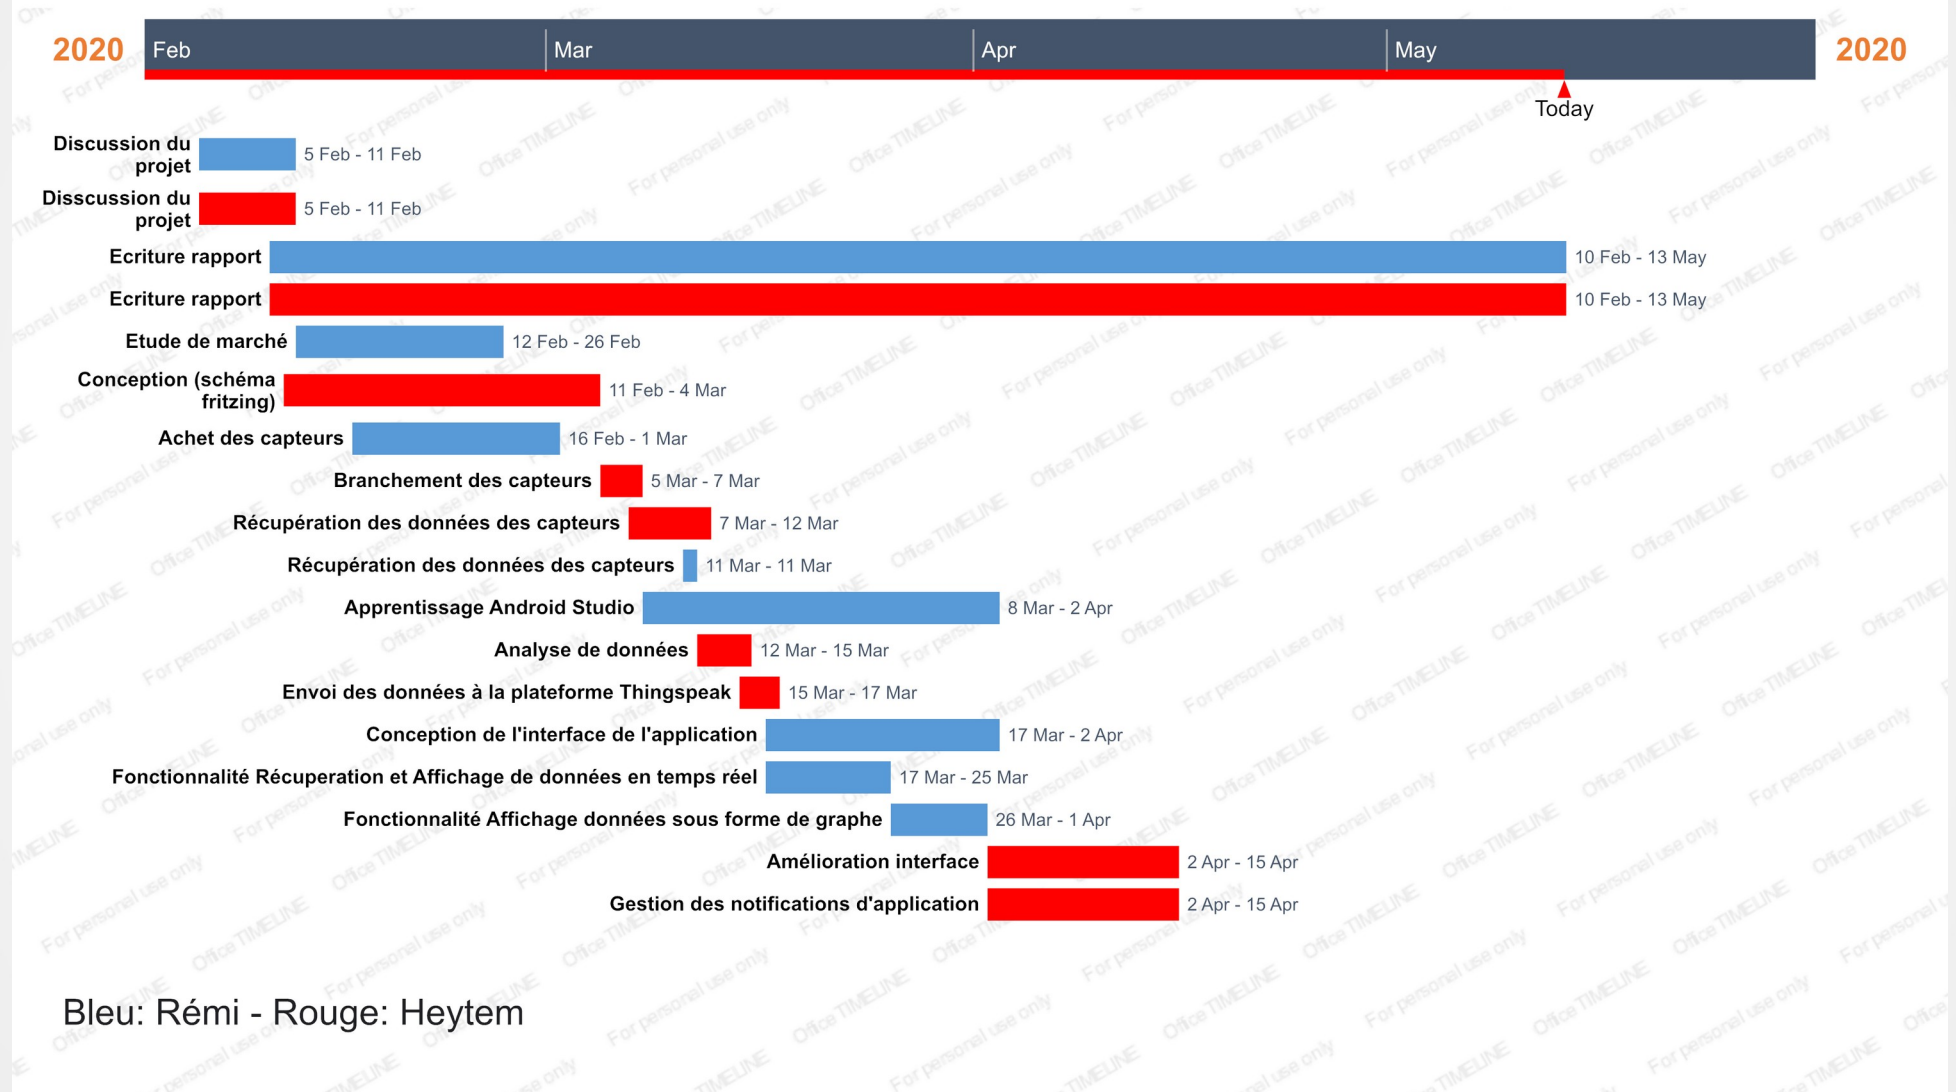 2020 Feb Mar Apr May 2020
Today
Discussion du
projet
5 Feb - 11 Feb
Disscussion du
projet
5 Feb - 11 Feb
Ecriture rapport 10 Feb - 13 May
Ecriture rapport 10 Feb - 13 May
Etude de marché 12 Feb - 26 Feb
Conception (schéma
fritzing)
11 Feb - 4 Mar
Achet des capteurs 16 Feb - 1 Mar
Branchement des capteurs 5 Mar - 7 Mar
Récupération des données des capteurs 7 Mar - 12 Mar
Récupération des données des capteurs 11 Mar - 11 Mar
Apprentissage Android Studio 8 Mar - 2 Apr
Analyse de données 12 Mar - 15 Mar
Envoi des données à la plateforme Thingspeak 15 Mar - 17 Mar
Conception de l'interface de l'application 17 Mar - 2 Apr
Fonctionnalité Récuperation et Affichage de données en temps réel 17 Mar - 25 Mar
Fonctionnalité Affichage données sous forme de graphe 26 Mar - 1 Apr
Amélioration interface 2 Apr - 15 Apr
Gestion des notifications d'application 2 Apr - 15 Apr
Bleu: Rémi - Rouge: Heytem
For personal use only
Office TIMELINE